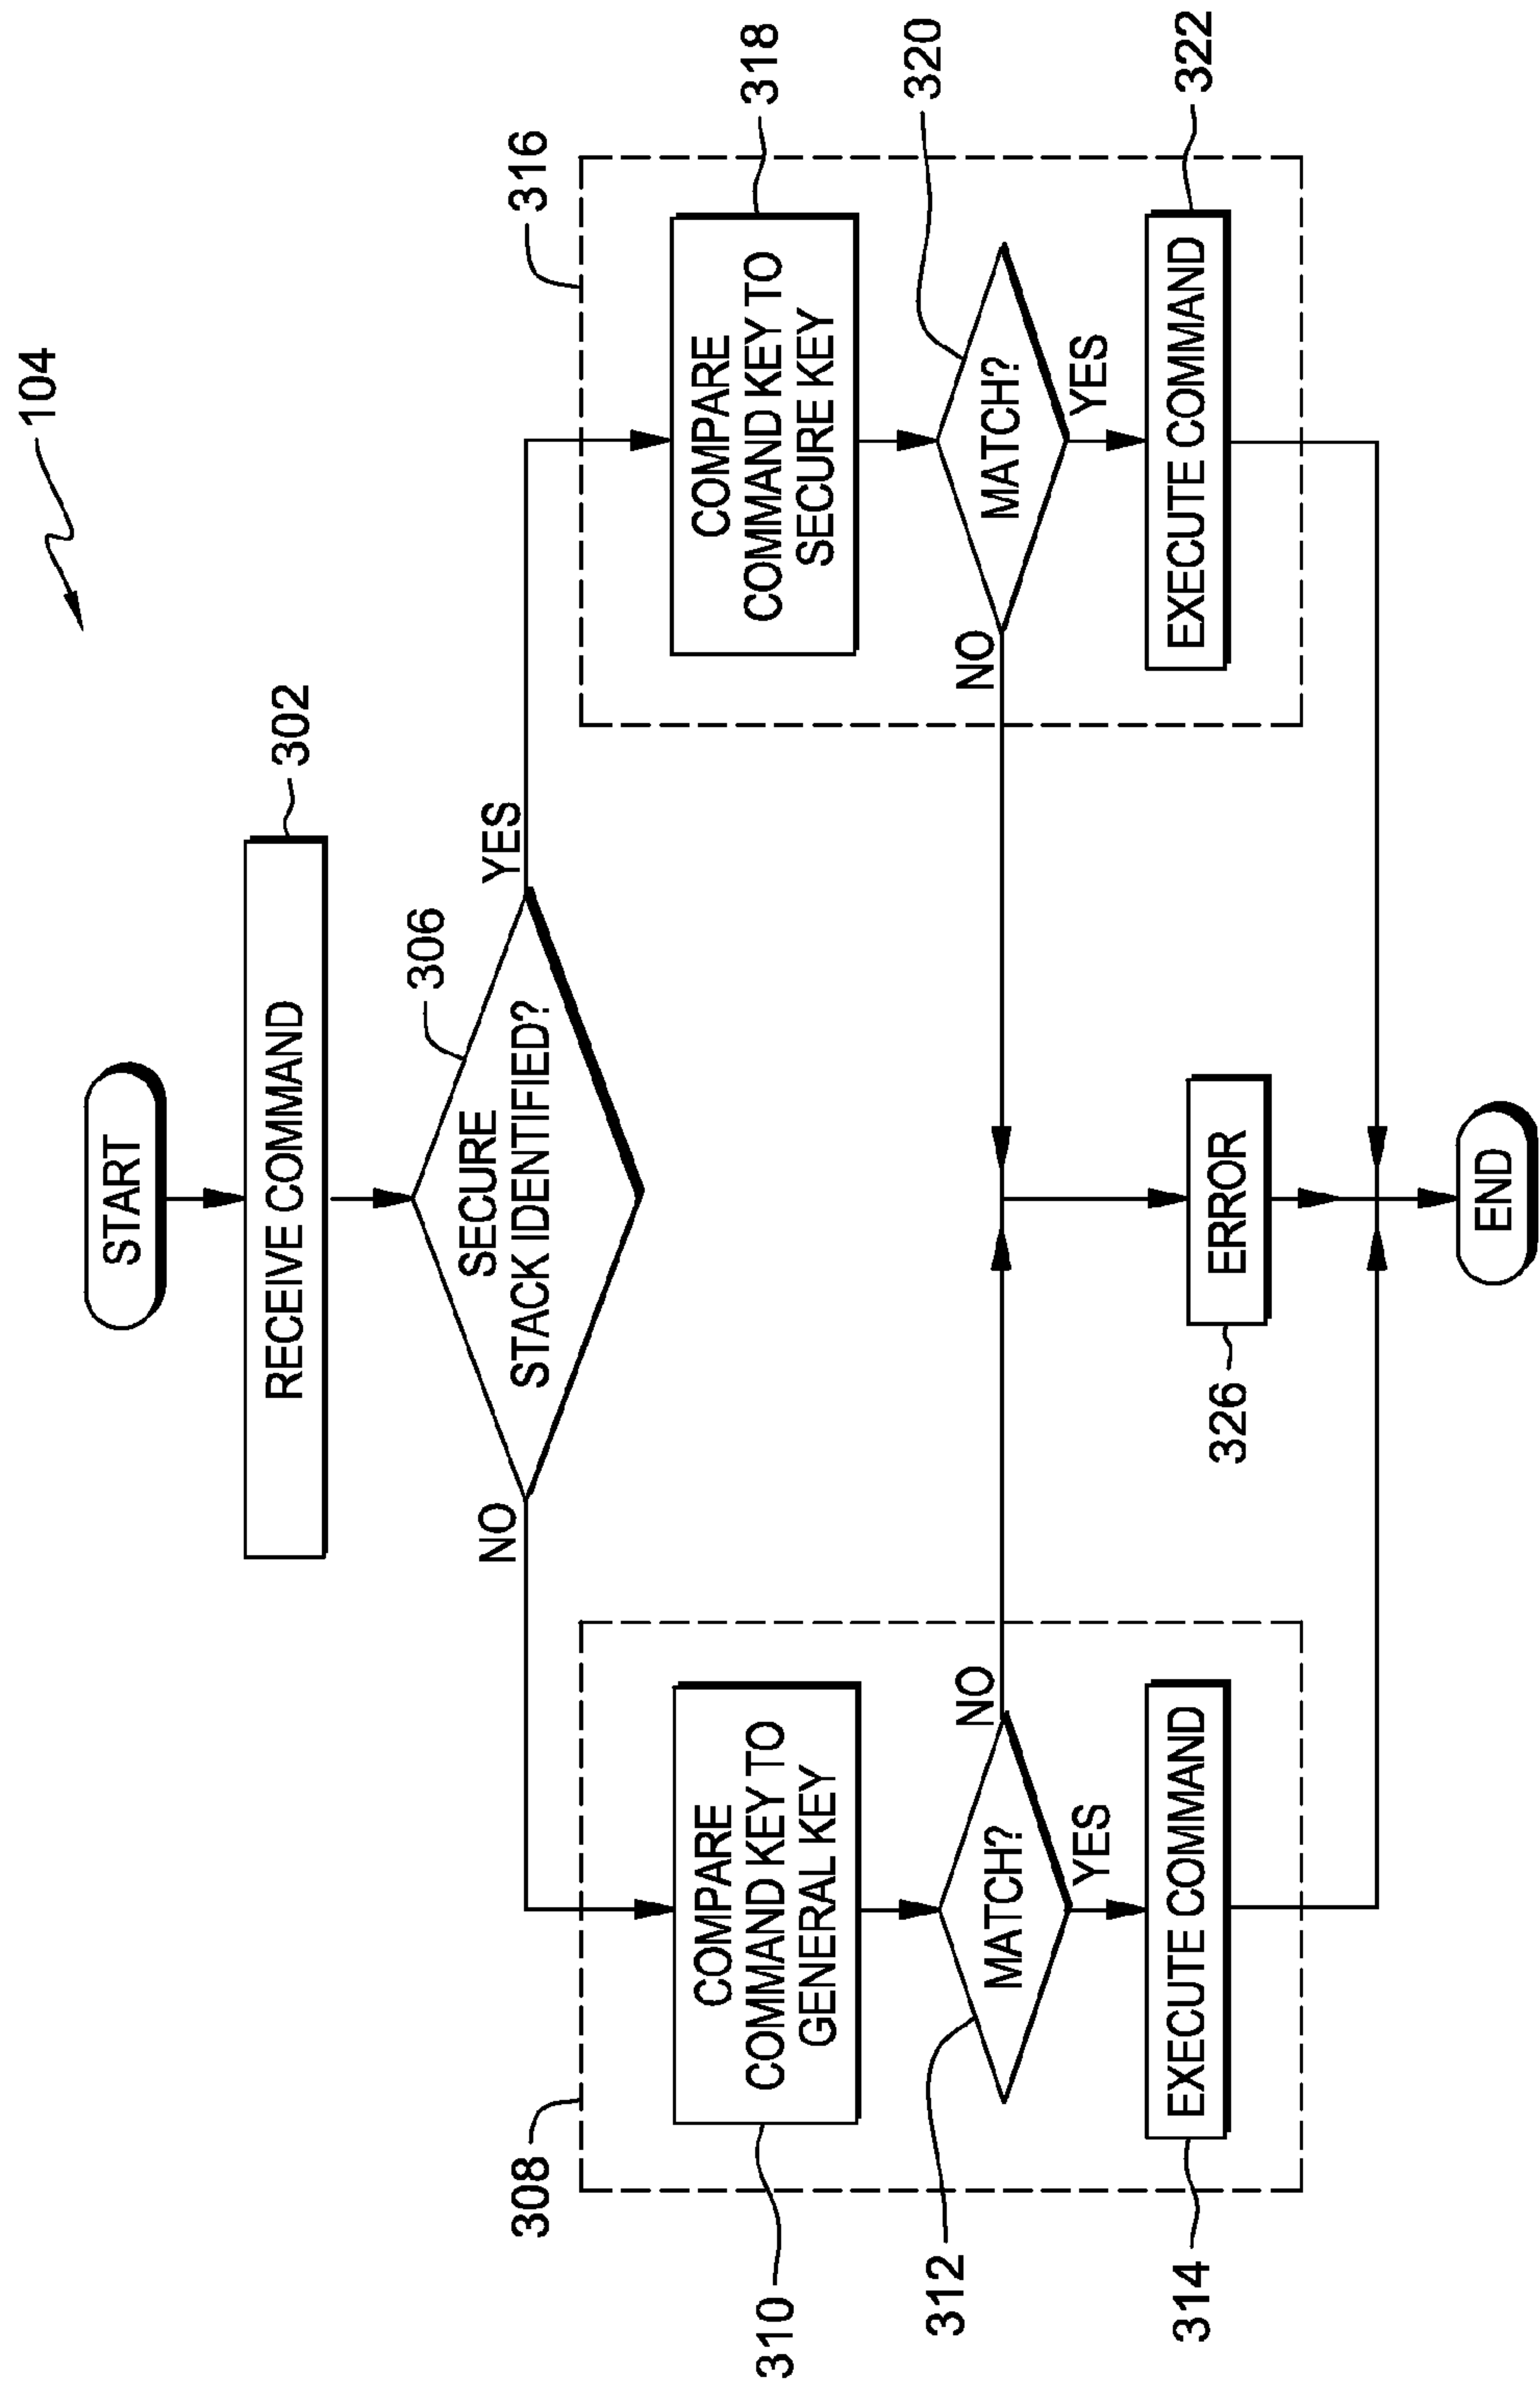 104
START
302
RECEIVE COMMAND
306
SECURE
STACK IDENTIFIED?
NO
YES
308
316
310
COMPARE
COMMAND KEY TO
GENERAL KEY
318
COMPARE
COMMAND KEY TO
SECURE KEY
312
MATCH?
NO
YES
320
MATCH?
NO
YES
314
EXECUTE COMMAND
326
ERROR
322
EXECUTE COMMAND
END